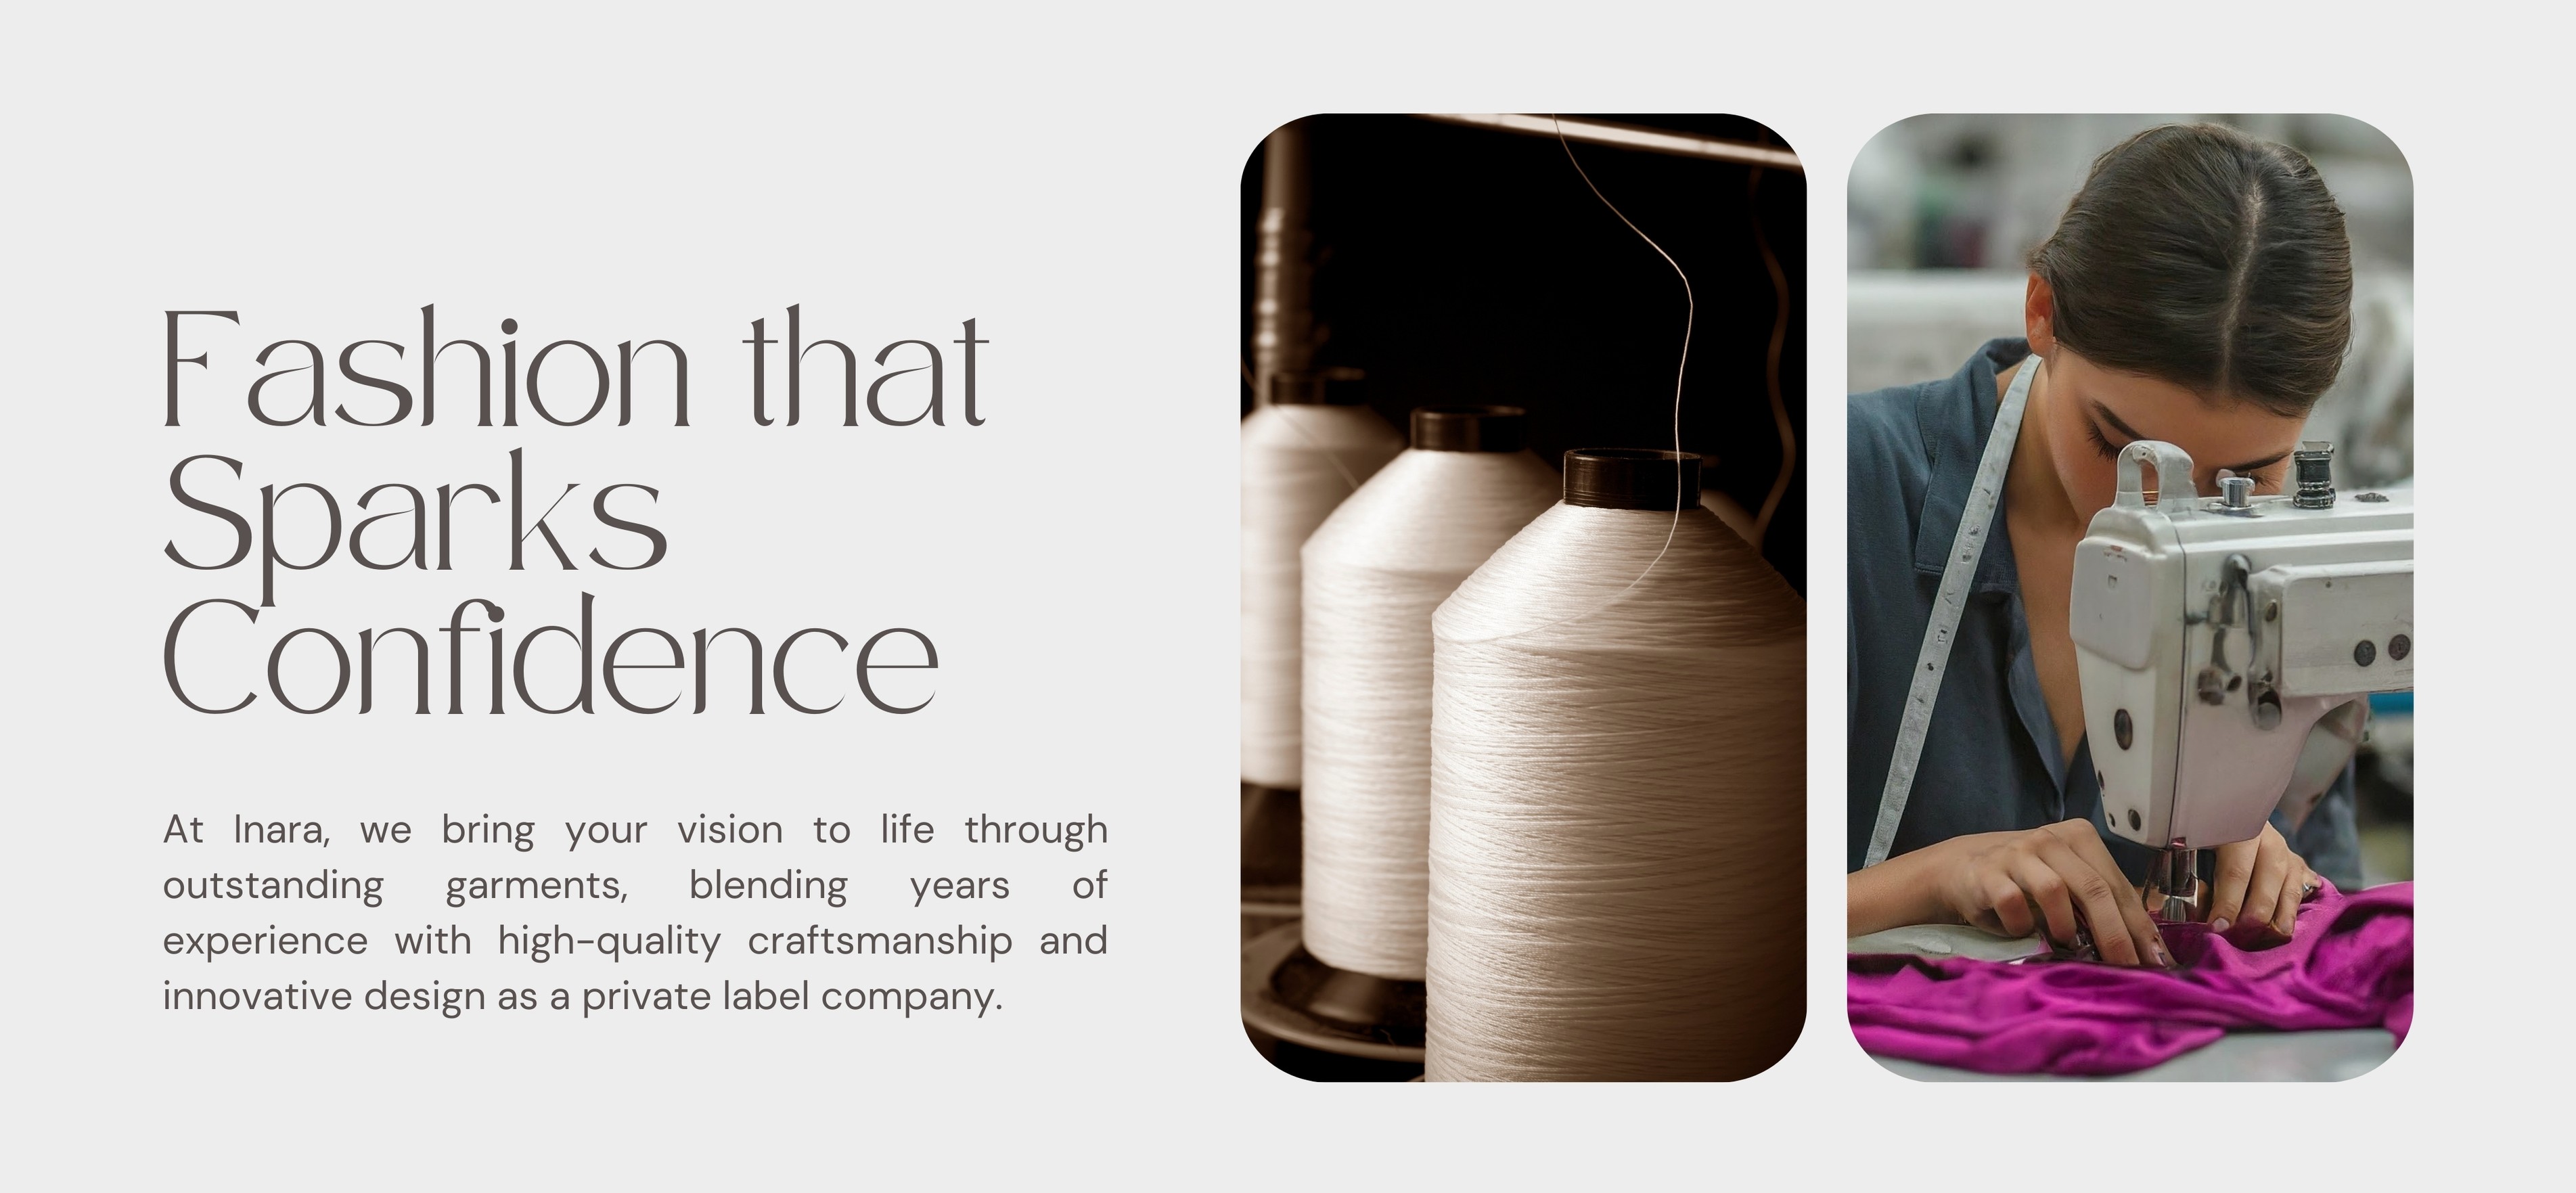 Fashion that
Sparks
Confidence
At Inara, we bring your vision to life through
outstanding garments, blending years of
experience with high-quality craftsmanship and
innovative design as a private label company.